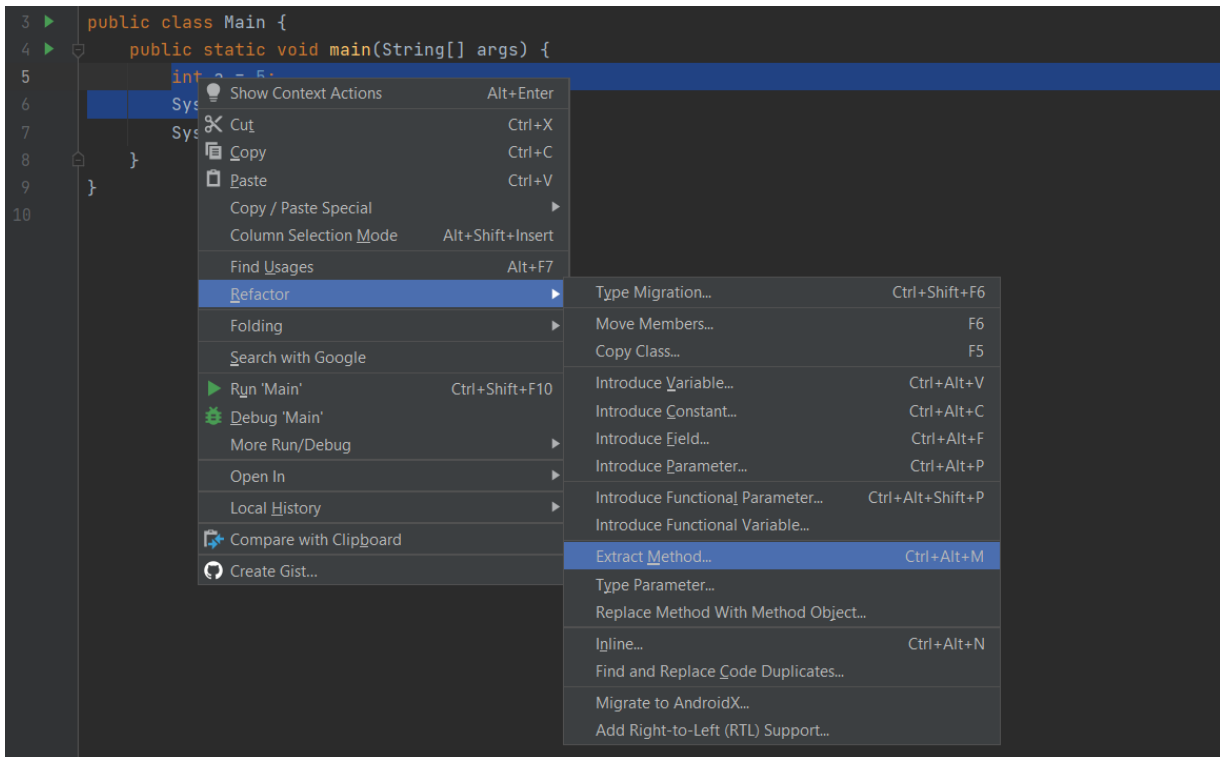 3 public class Main {
4 public static void main(String[] args) {
5 int a = 5;
6 Sys
7 Sys
8 }
9 }
10
Show Context Actions Alt+Enter
Cut Ctrl+X
Copy Ctrl+C
Paste Ctrl+V
Copy / Paste Special
Column Selection Mode Alt+Shift+Insert
Find Usages Alt+F7
Refactor
Folding
Search with Google
Run 'Main' Ctrl+Shift+F10
Debug 'Main'
More Run/Debug
Open In
Local History
Compare with Clipboard
Create Gist...
Type Migration... Ctrl+Shift+F6
Move Members... F6
Copy Class... F5
Introduce Variable... Ctrl+Alt+V
Introduce Constant... Ctrl+Alt+C
Introduce Field... Ctrl+Alt+F
Introduce Parameter... Ctrl+Alt+P
Introduce Functional Parameter... Ctrl+Alt+Shift+P
Introduce Functional Variable...
Extract Method... Ctrl+Alt+M
Type Parameter...
Replace Method With Method Object...
Inline... Ctrl+Alt+N
Find and Replace Code Duplicates...
Migrate to AndroidX...
Add Right-to-Left (RTL) Support...